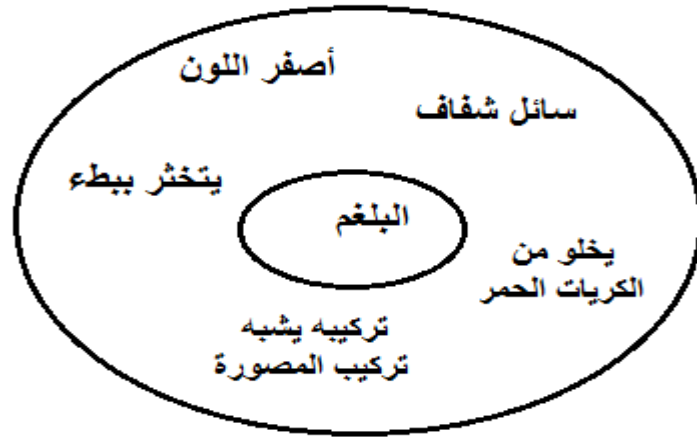 أصفر اللون
سائل شفاف
يتخثر ببطء
البلغم
يخلو من
الكريات الحمر
تركيبه يشبه
تركيب المصورة